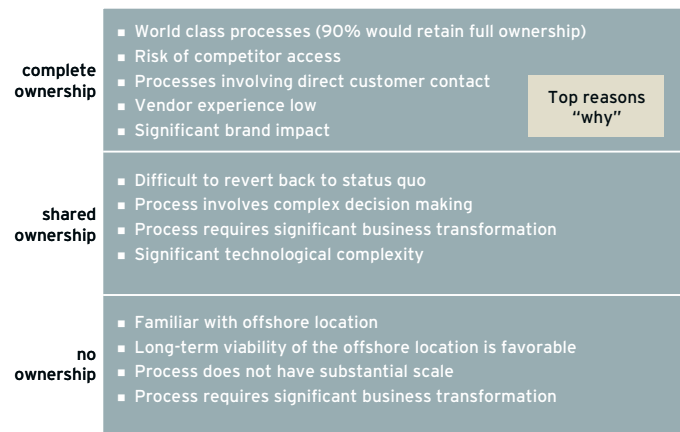 complete
ownership
▪ World class processes (90% would retain full ownership)
▪ Risk of competitor access
▪ Processes involving direct customer contact
▪ Vendor experience low
▪ Significant brand impact
Top reasons
“why”
shared
ownership
▪ Difficult to revert back to status quo
▪ Process involves complex decision making
▪ Process requires significant business transformation
▪ Significant technological complexity
no
ownership
▪ Familiar with offshore location
▪ Long-term viability of the offshore location is favorable
▪ Process does not have substantial scale
▪ Process requires significant business transformation